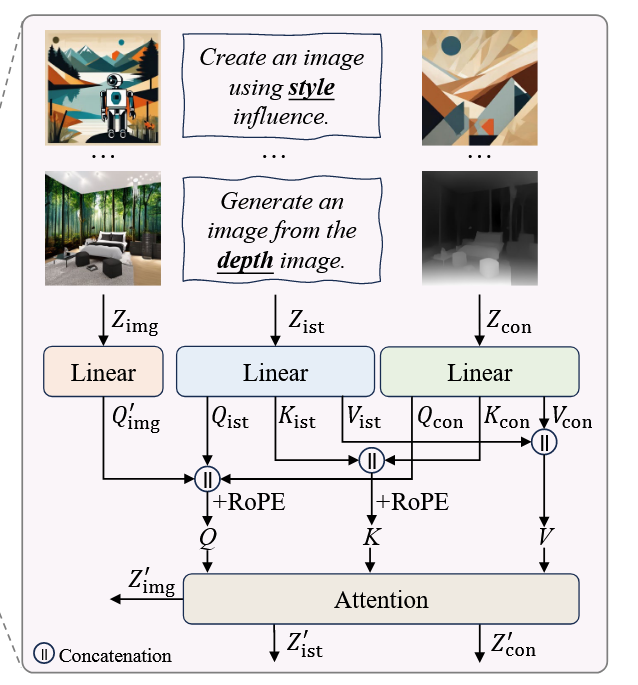 Create an image
using style
influence.
... ... ...
Generate an
image from the
depth image.
Z_img Z_ist Z_con
Linear Linear Linear
Q′_img Q_ist K_ist V_ist Q_con K_con V_con
|| || ||
+RoPE +RoPE
Q K V
Z′_img
Attention
Z′_ist Z′_con
|| Concatenation